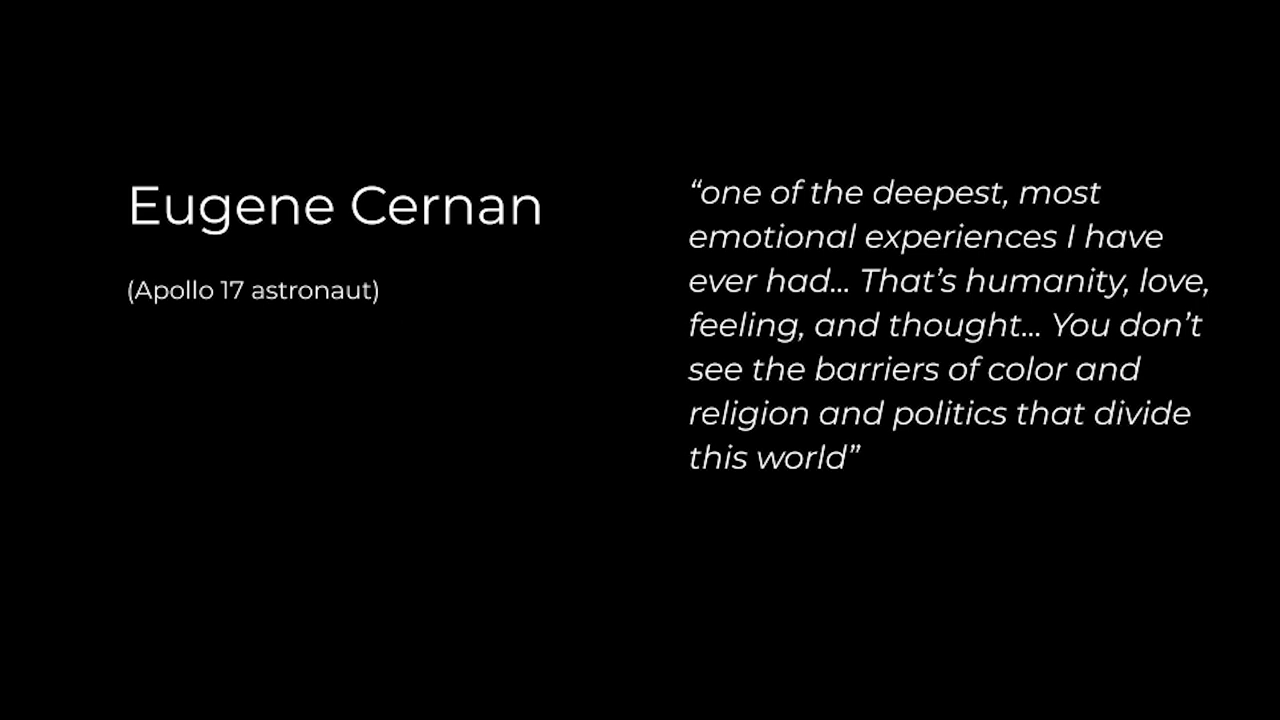 Eugene Cernan
(Apollo 17 astronaut)
“one of the deepest, most
emotional experiences I have
ever had... That’s humanity, love,
feeling, and thought... You don’t
see the barriers of color and
religion and politics that divide
this world”